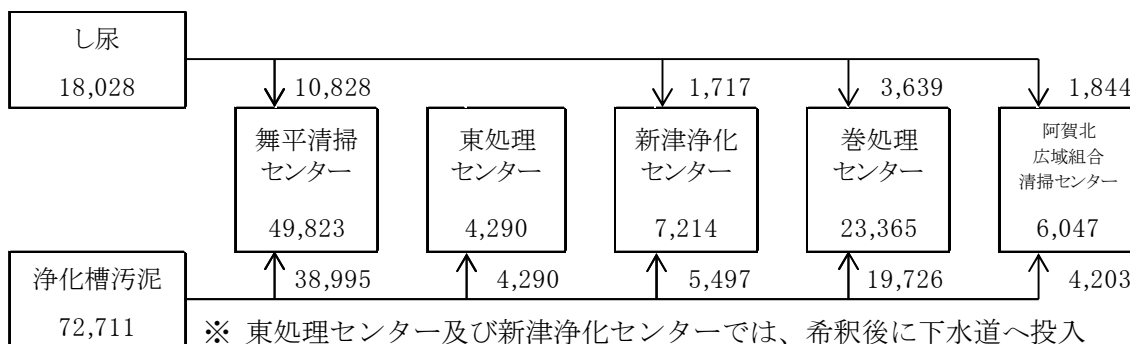 し尿
18,028
10,828
1,717
3,639
1,844
舞平清掃
センター
49,823
東処理
センター
4,290
新津浄化
センター
7,214
巻処理
センター
23,365
阿賀北
広域組合
清掃センター
6,047
浄化槽汚泥
72,711
38,995
4,290
5,497
19,726
4,203
※ 東処理センター及び新津浄化センターでは、希釈後に下水道へ投入